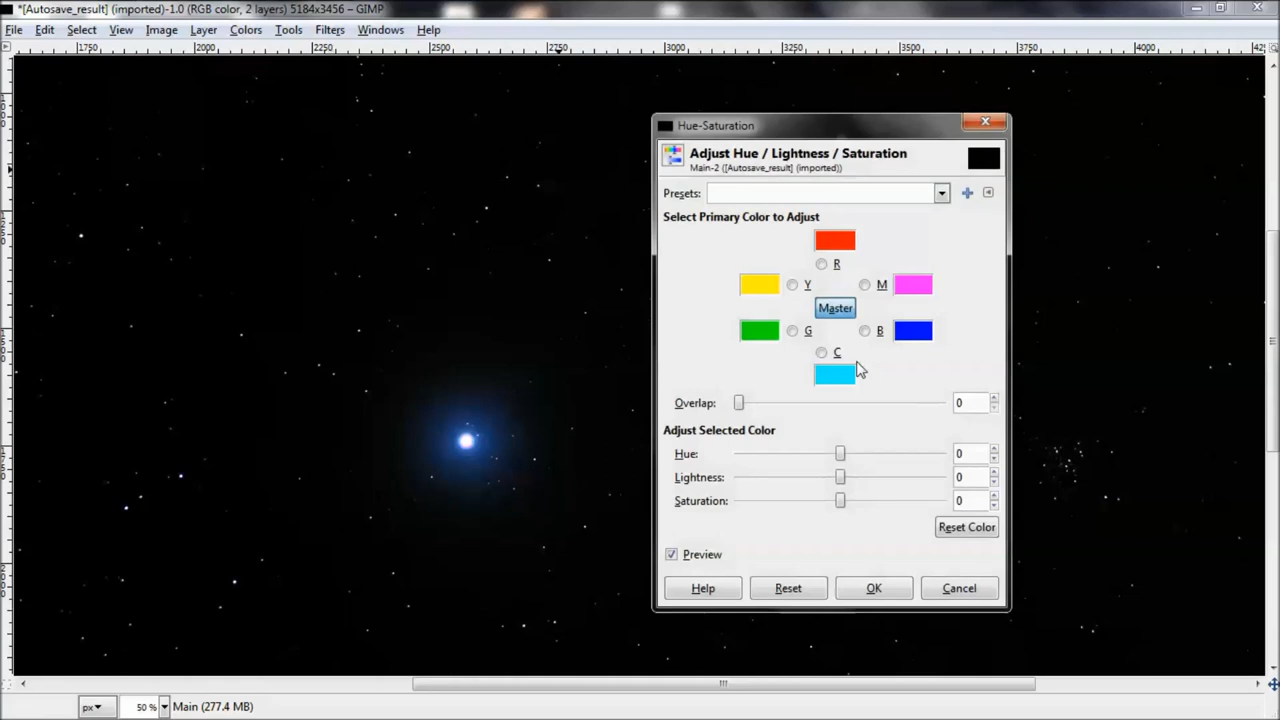 *[Autosave_result] (imported)-1.0 (RGB color, 2 layers) 5184x3456 – GIMP
File Edit Select View Image Layer Colors Tools Filters Windows Help
1750 2000 2250 2500 2750 3000 3250 3500 3750 4000
Hue-Saturation
Adjust Hue / Lightness / Saturation
Main-2 ([Autosave_result] (imported))
Presets:
Select Primary Color to Adjust
R
Y M
Master
G B
C
Overlap: 0
Adjust Selected Color
Hue: 0
Lightness: 0
Saturation: 0
Reset Color
Preview
Help Reset OK Cancel
px 50 % Main (277.4 MB)